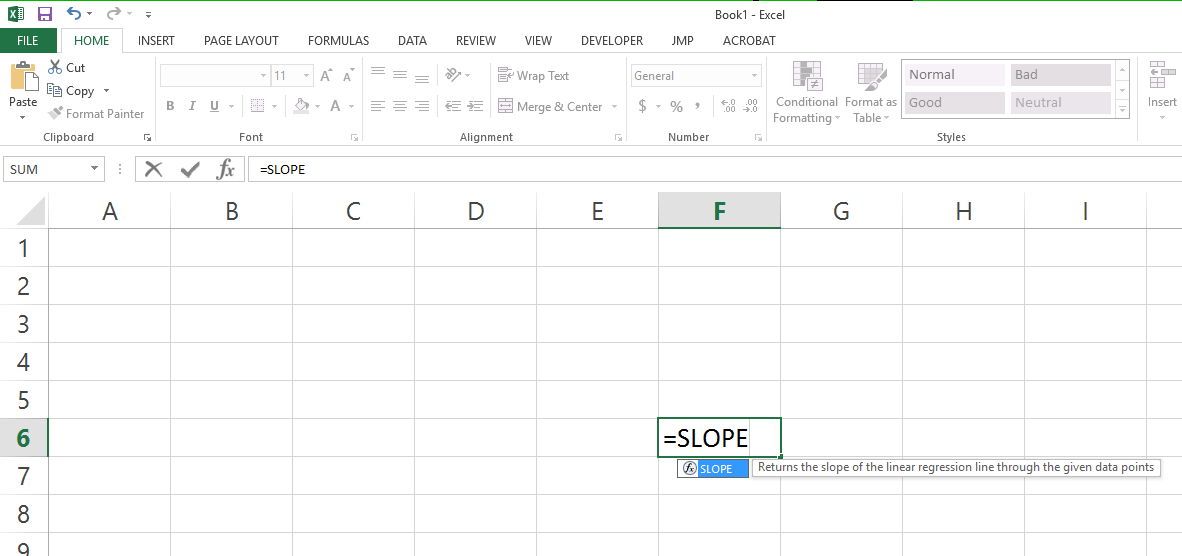 Book1 - Excel
FILE HOME INSERT PAGE LAYOUT FORMULAS DATA REVIEW VIEW DEVELOPER JMP ACROBAT
Cut
Copy
Format Painter
Paste
Clipboard
11 A A
B I U A
Font
Wrap Text
Merge & Center
Alignment
General
$ % ,
Number
Conditional Formatting
Format as Table
Normal Bad
Good Neutral
Styles
Insert
SUM fx =SLOPE
A B C D E F G H I
1
2
3
4
5
6 =SLOPE
fx SLOPE Returns the slope of the linear regression line through the given data points
7
8
9